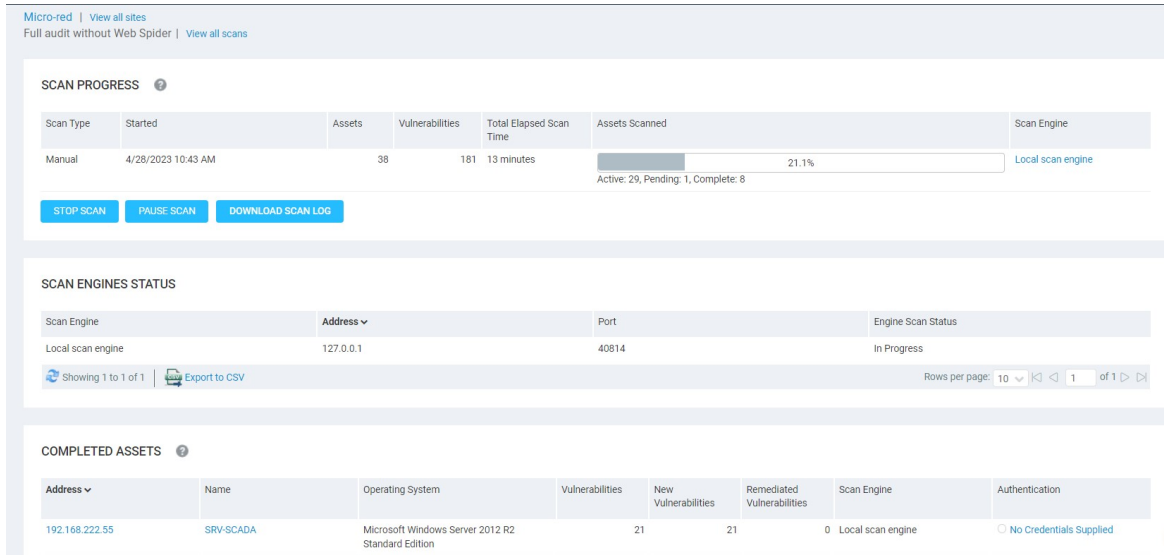 Micro-red | View all sites
Full audit without Web Spider | View all scans
SCAN PROGRESS ?
Scan Type Started Assets Vulnerabilities Total Elapsed Scan Time Assets Scanned Scan Engine
Manual 4/28/2023 10:43 AM 38 181 13 minutes 21.1% Local scan engine
Active: 29, Pending: 1, Complete: 8
STOP SCAN PAUSE SCAN DOWNLOAD SCAN LOG
SCAN ENGINES STATUS
Scan Engine Address Port Engine Scan Status
Local scan engine 127.0.0.1 40814 In Progress
Showing 1 to 1 of 1 | Export to CSV Rows per page: 10 1 of 1
COMPLETED ASSETS ?
Address Name Operating System Vulnerabilities New Vulnerabilities Remediated Vulnerabilities Scan Engine Authentication
192.168.222.55 SRV-SCADA Microsoft Windows Server 2012 R2 Standard Edition 21 21 0 Local scan engine No Credentials Supplied